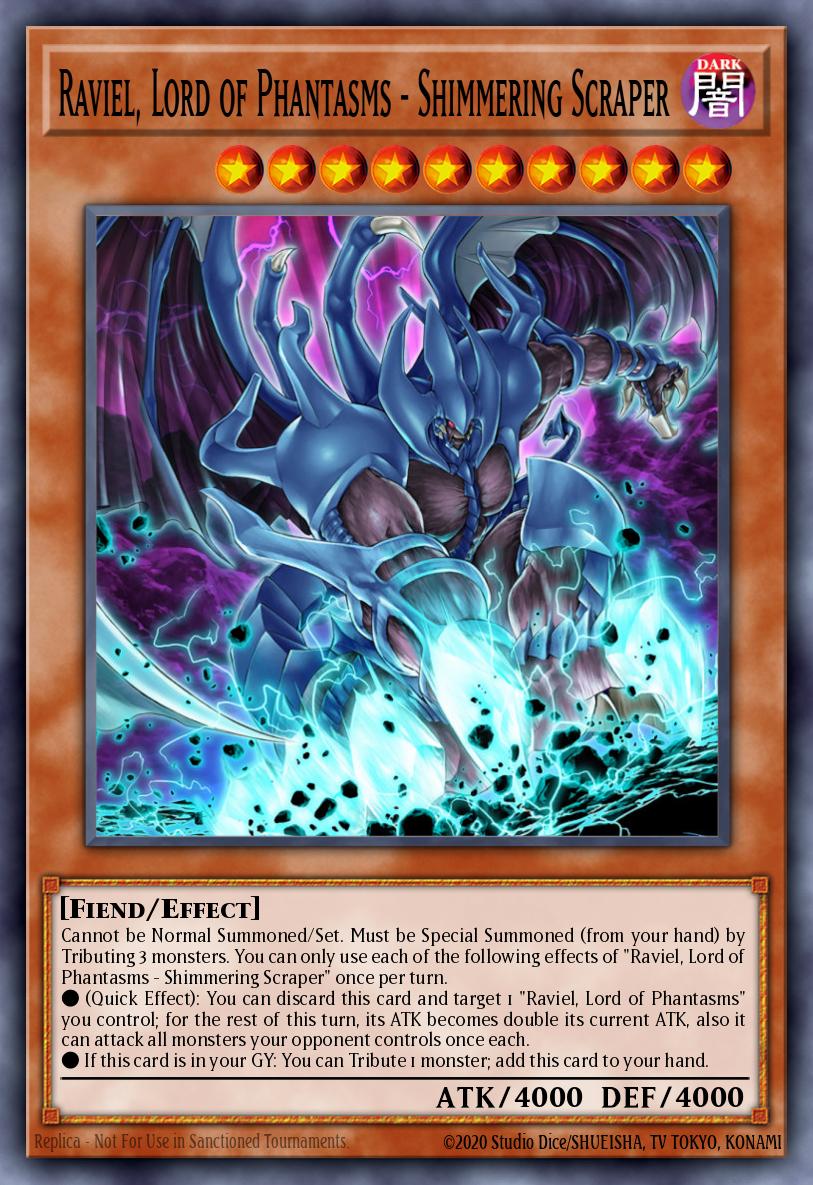 Raviel, Lord of Phantasms - Shimmering Scraper
DARK
闇
[Fiend/Effect]
Cannot be Normal Summoned/Set. Must be Special Summoned (from your hand) by
Tributing 3 monsters. You can only use each of the following effects of "Raviel, Lord of
Phantasms - Shimmering Scraper" once per turn.
● (Quick Effect): You can discard this card and target 1 "Raviel, Lord of Phantasms"
you control; for the rest of this turn, its ATK becomes double its current ATK, also it
can attack all monsters your opponent controls once each.
● If this card is in your GY: You can Tribute 1 monster; add this card to your hand.
ATK/4000 DEF/4000
Replica - Not For Use in Sanctioned Tournaments.
©2020 Studio Dice/SHUEISHA, TV TOKYO, KONAMI